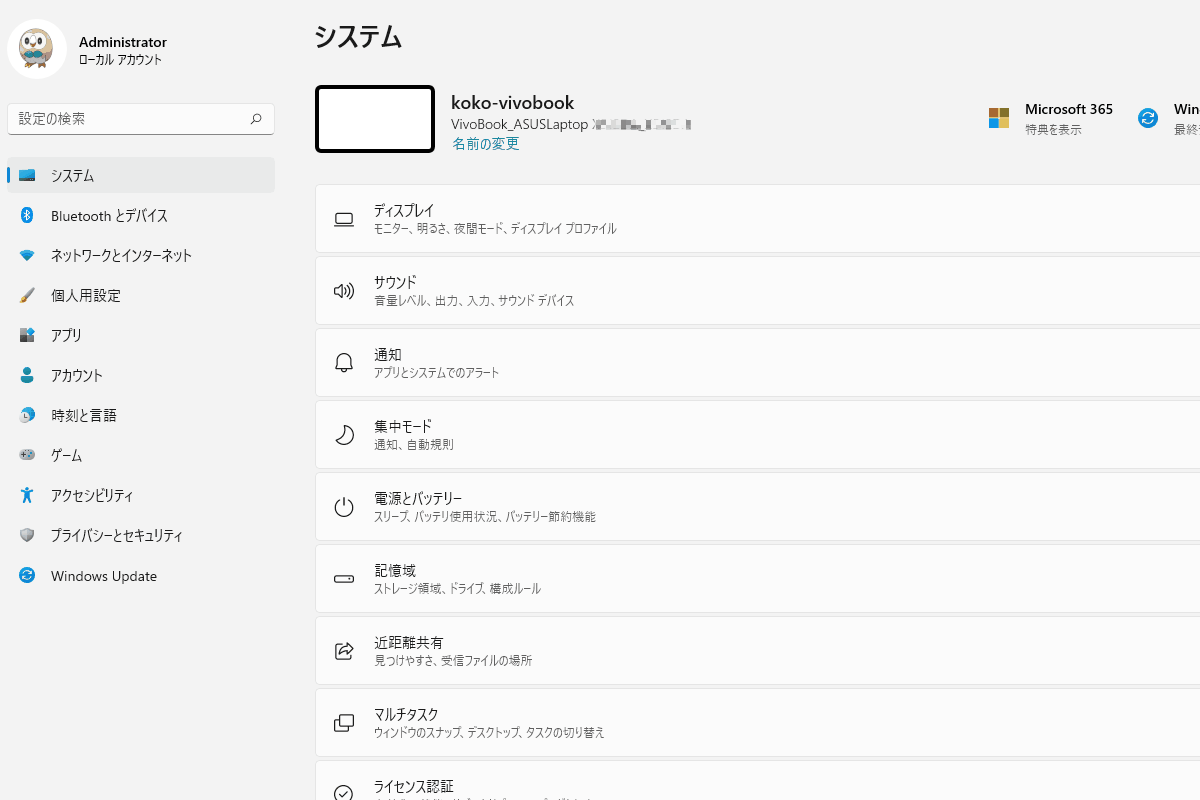 Administrator
ローカル アカウント
設定の検索
システム
Bluetooth とデバイス
ネットワークとインターネット
個人用設定
アプリ
アカウント
時刻と言語
ゲーム
アクセシビリティ
プライバシーとセキュリティ
Windows Update
システム
koko-vivobook
VivoBook_ASUSLaptop
名前の変更
Microsoft 365
特典を表示
ディスプレイ
モニター、明るさ、夜間モード、ディスプレイ プロファイル
サウンド
音量レベル、出力、入力、サウンド デバイス
通知
アプリとシステムでのアラート
集中モード
通知、自動規則
電源とバッテリー
スリープ、バッテリ使用状況、バッテリー節約機能
記憶域
ストレージ領域、ドライブ、構成ルール
近距離共有
見つけやすさ、受信ファイルの場所
マルチタスク
ウィンドウのスナップ、デスクトップ、タスクの切り替え
ライセンス認証